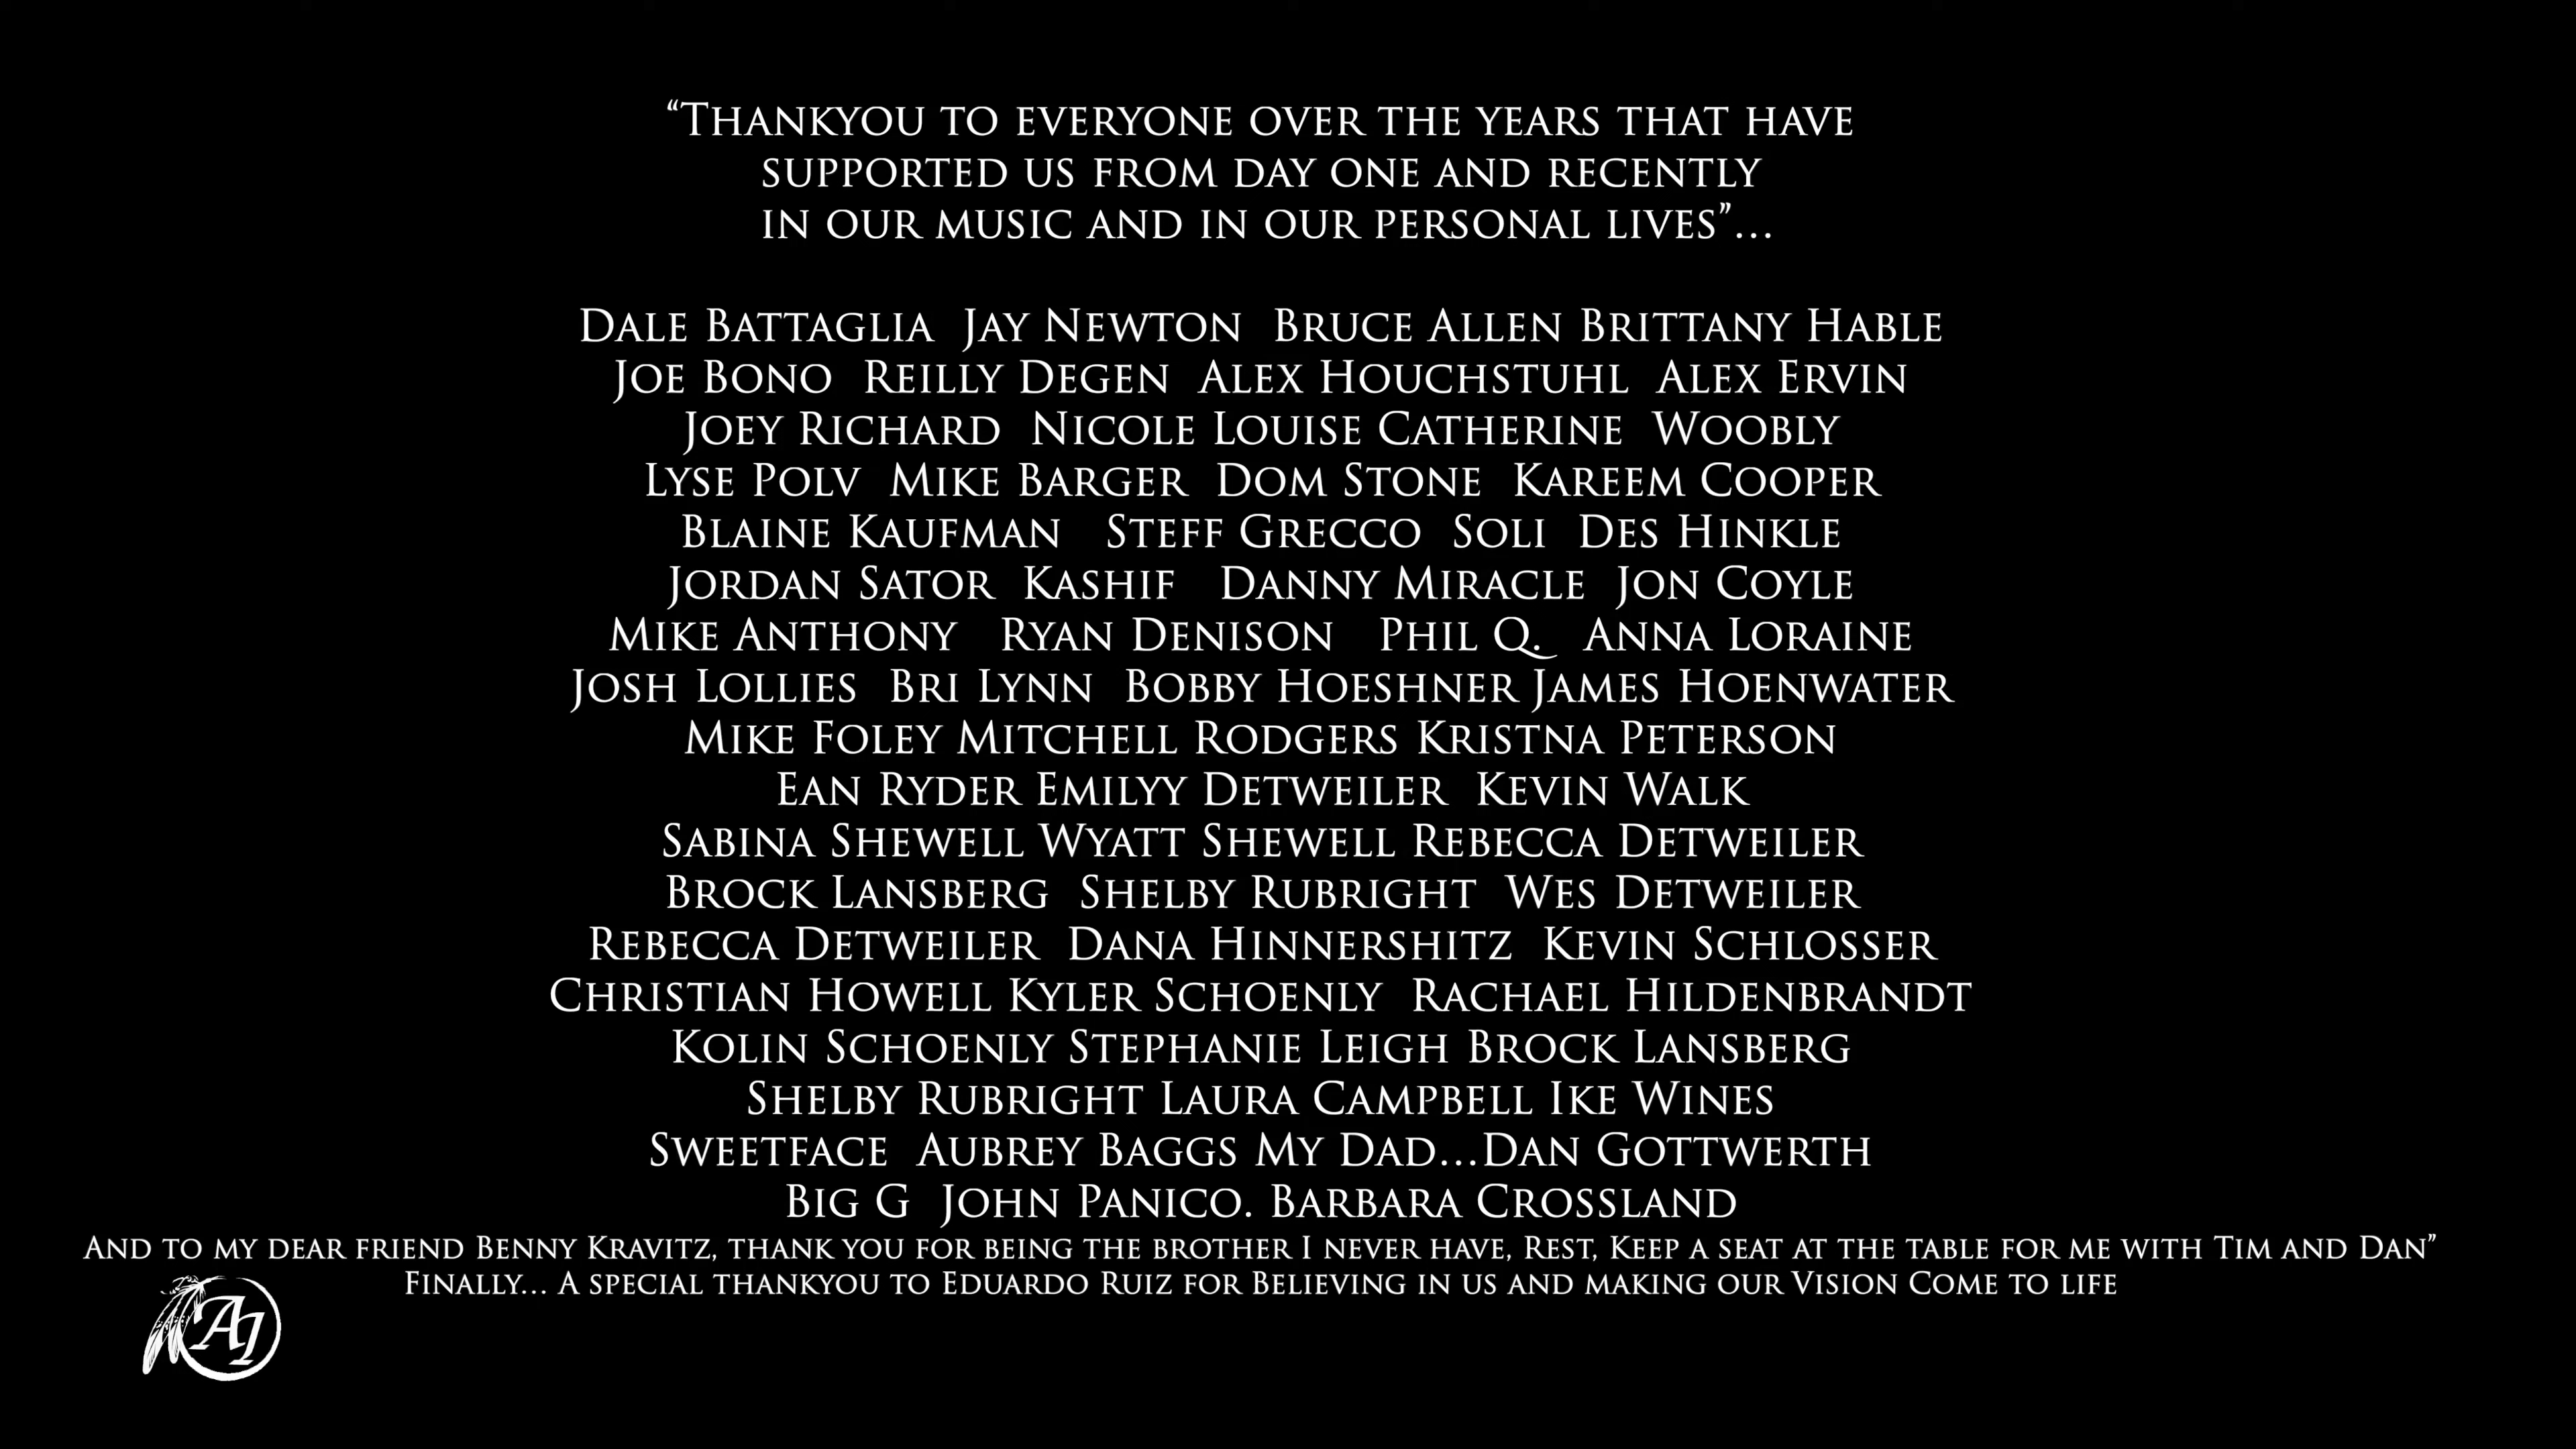 “Thankyou to everyone over the years that have
supported us from day one and recently
in our music and in our personal lives”...
Dale Battaglia Jay Newton Bruce Allen Brittany Hable
Joe Bono Reilly Degen Alex Houchstuhl Alex Ervin
Joey Richard Nicole Louise Catherine Woobly
Lyse Polv Mike Barger Dom Stone Kareem Cooper
Blaine Kaufman Steff Grecco Soli Des Hinkle
Jordan Sator Kashif Danny Miracle Jon Coyle
Mike Anthony Ryan Denison Phil Q. Anna Loraine
Josh Lollies Bri Lynn Bobby Hoeshner James Hoenwater
Mike Foley Mitchell Rodgers Kristna Peterson
Ean Ryder Emilyy Detweiler Kevin Walk
Sabina Shewell Wyatt Shewell Rebecca Detweiler
Brock Lansberg Shelby Rubright Wes Detweiler
Rebecca Detweiler Dana Hinnershitz Kevin Schlosser
Christian Howell Kyler Schoenly Rachael Hildenbrandt
Kolin Schoenly Stephanie Leigh Brock Lansberg
Shelby Rubright Laura Campbell Ike Wines
Sweetface Aubrey Baggs My Dad...Dan Gottwerth
Big G John Panico. Barbara Crossland
And to my dear friend Benny Kravitz, thank you for being the brother I never have, Rest, Keep a seat at the table for me with Tim and Dan”
Finally... A special thankyou to Eduardo Ruiz for Believing in us and making our Vision Come to life
AI